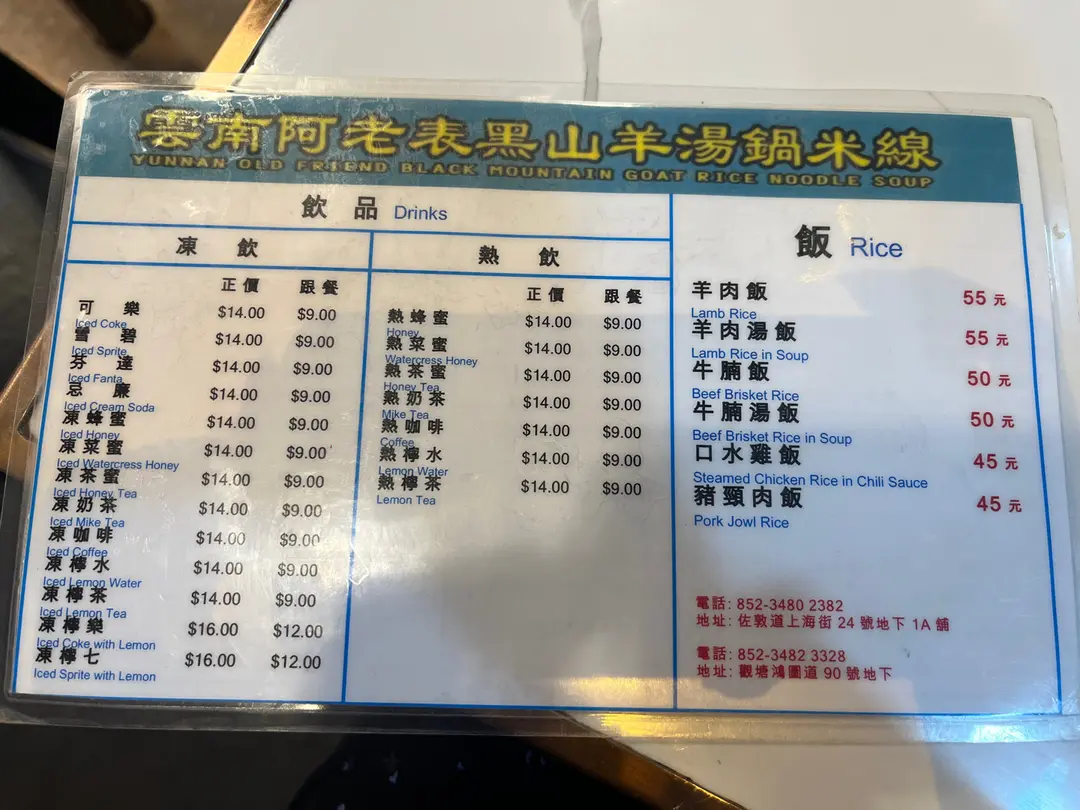 雲南阿老表黑山羊湯鍋米線
YUNNAN OLD FRIEND BLACK MOUNTAIN GOAT RICE NOODLE SOUP
飲品 Drinks
凍飲
正價 跟餐
可樂 $14.00 $9.00
Iced Coke
雪碧 $14.00 $9.00
Iced Sprite
芬達 $14.00 $9.00
Iced Fanta
忌廉 $14.00 $9.00
Iced Cream Soda
凍蜂蜜 $14.00 $9.00
Iced Honey
凍菜蜜 $14.00 $9.00
Iced Watercress Honey
凍茶蜜 $14.00 $9.00
Iced Honey Tea
凍奶茶 $14.00 $9.00
Iced Mike Tea
凍咖啡 $14.00 $9.00
Iced Coffee
凍檸水 $14.00 $9.00
Iced Lemon Water
凍檸茶 $14.00 $9.00
Iced Lemon Tea
凍檸樂 $16.00 $12.00
Iced Coke with Lemon
凍檸七 $16.00 $12.00
Iced Sprite with Lemon
熱飲
正價 跟餐
熱蜂蜜 $14.00 $9.00
Honey
熱菜蜜 $14.00 $9.00
Watercress Honey
熱茶蜜 $14.00 $9.00
Honey Tea
熱奶茶 $14.00 $9.00
Mike Tea
熱咖啡 $14.00 $9.00
Coffee
熱檸水 $14.00 $9.00
Lemon Water
熱檸茶 $14.00 $9.00
Lemon Tea
飯 Rice
羊肉飯 55 元
Lamb Rice
羊肉湯飯 55 元
Lamb Rice in Soup
牛腩飯 50 元
Beef Brisket Rice
牛腩湯飯 50 元
Beef Brisket Rice in Soup
口水雞飯 45 元
Steamed Chicken Rice in Chili Sauce
豬頸肉飯 45 元
Pork Jowl Rice
電話: 852-3480 2382
地址: 佐敦道上海街 24 號地下 1A 舖
電話: 852-3482 3328
地址: 觀塘鴻圖道 90 號地下